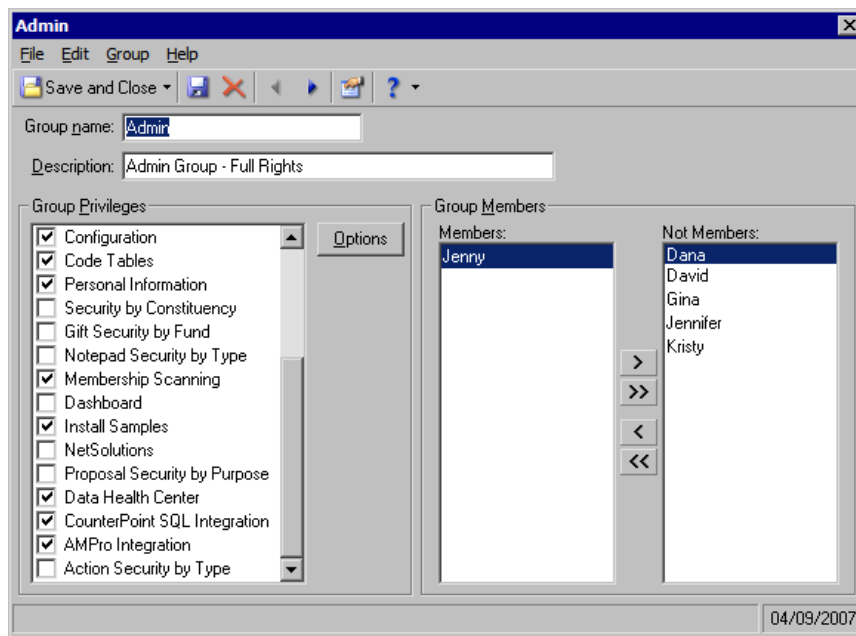 Admin
File Edit Group Help
Save and Close
Group name: Admin
Description: Admin Group - Full Rights
Group Privileges
Configuration
Code Tables
Personal Information
Security by Constituency
Gift Security by Fund
Notepad Security by Type
Membership Scanning
Dashboard
Install Samples
NetSolutions
Proposal Security by Purpose
Data Health Center
CounterPoint SQL Integration
AMPro Integration
Action Security by Type
Options
Group Members
Members:
Jenny
>
>>
<
<<
Not Members:
Dana
David
Gina
Jennifer
Kristy
04/09/2007